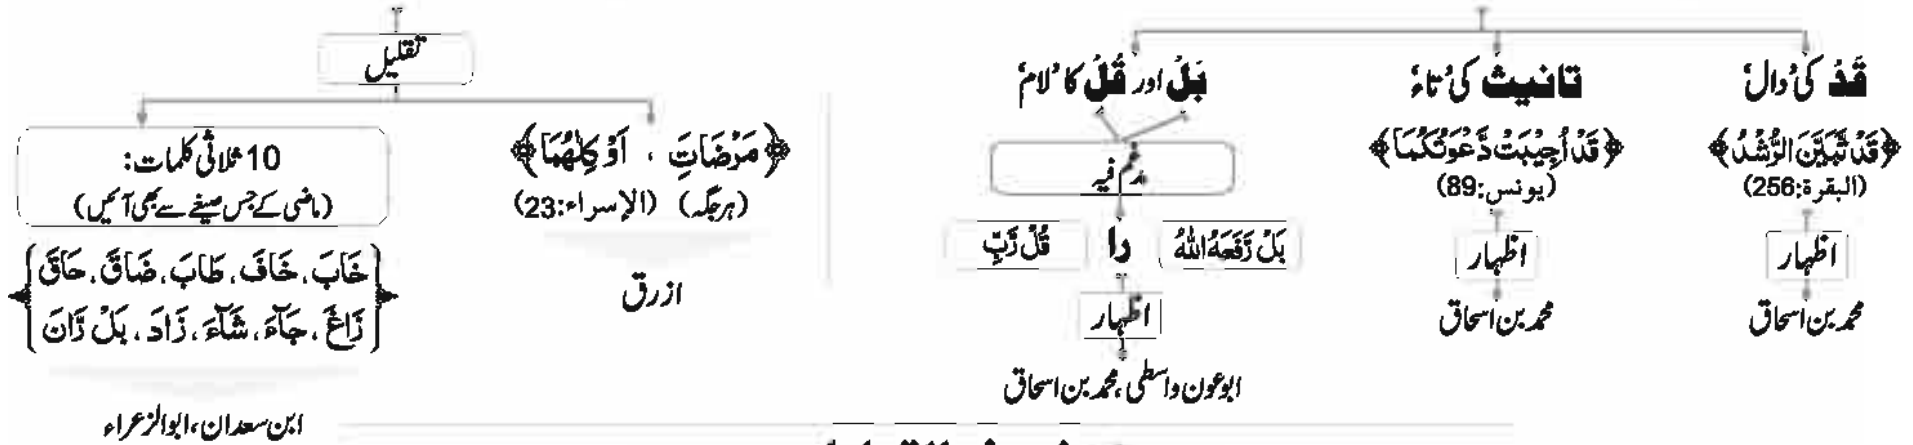 قَدْ کی ’دال‘
﴿قَدْ تَّبَيَّنَ الرُّشْدُ﴾
(البقرة:256)
اظہار
محمد بن اسحاق
تانیث کی ’تاء‘
﴿قَدْ اُجِيْبَتْ دَّعْوَتُكُمَا﴾
(يونس:89)
اظہار
محمد بن اسحاق
بَلْ اور قُلْ کا ’لام‘
مدغم فیہ
بَلْ رَّفَعَهُ اللّٰهُ
را
قُلْ رَّبِّ
اظہار
ابوعون واسطی، محمد بن اسحاق
تقلیل
﴿مَرْضَاتِ ، اَوْ كِلٰهُمَا﴾
(ہرجگہ) (الإسراء:23)
ازرق
10 ثلاثی کلمات:
(ماضی کے جس صیغے سے بھی آئیں)
خَابَ، خَافَ، طَابَ، ضَاقَ، حَاقَ
زَاغَ، جَآءَ، شَآءَ، زَادَ، بَلْ رَّانَ
ابن سعدان، ابوالزعراء